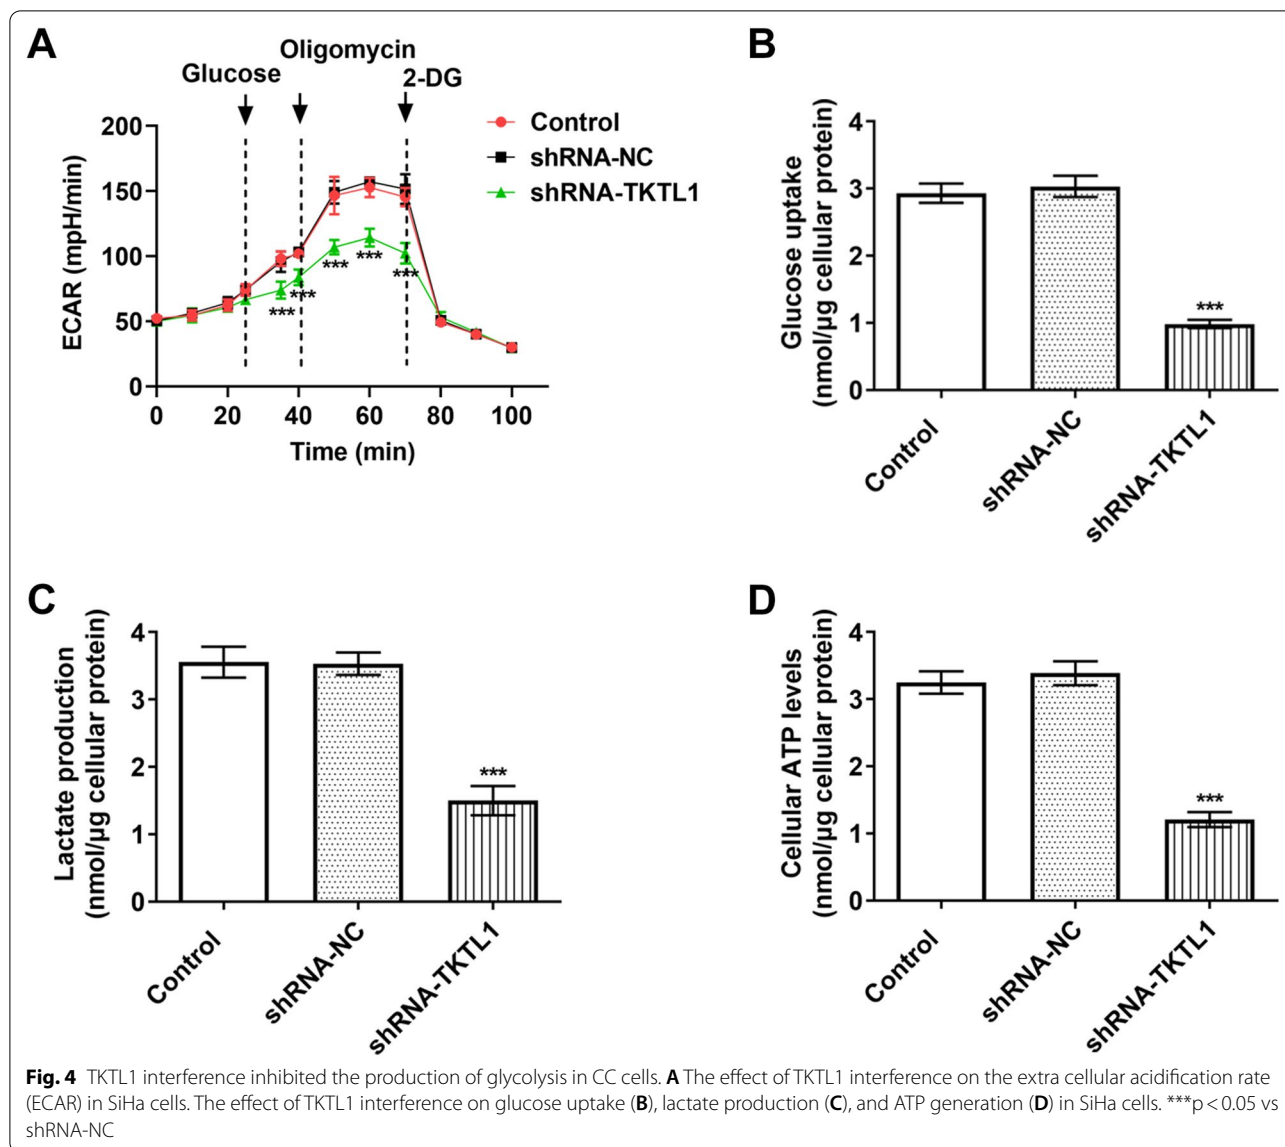 A
Oligomycin
Glucose
2-DG
Control
shRNA-NC
shRNA-TKTL1
ECAR (mpH/min)
200
150
100
50
0
***
***
***
***
***
0 20 40 60 80 100
Time (min)
B
Glucose uptake
(nmol/µg cellular protein)
4
3
2
1
0
***
Control
shRNA-NC
shRNA-TKTL1
C
Lactate production
(nmol/µg cellular protein)
4
3
2
1
0
***
Control
shRNA-NC
shRNA-TKTL1
D
Cellular ATP levels
(nmol/µg cellular protein)
4
3
2
1
0
***
Control
shRNA-NC
shRNA-TKTL1
Fig. 4 TKTL1 interference inhibited the production of glycolysis in CC cells. A The effect of TKTL1 interference on the extra cellular acidification rate
(ECAR) in SiHa cells. The effect of TKTL1 interference on glucose uptake (B), lactate production (C), and ATP generation (D) in SiHa cells. ***p < 0.05 vs
shRNA-NC